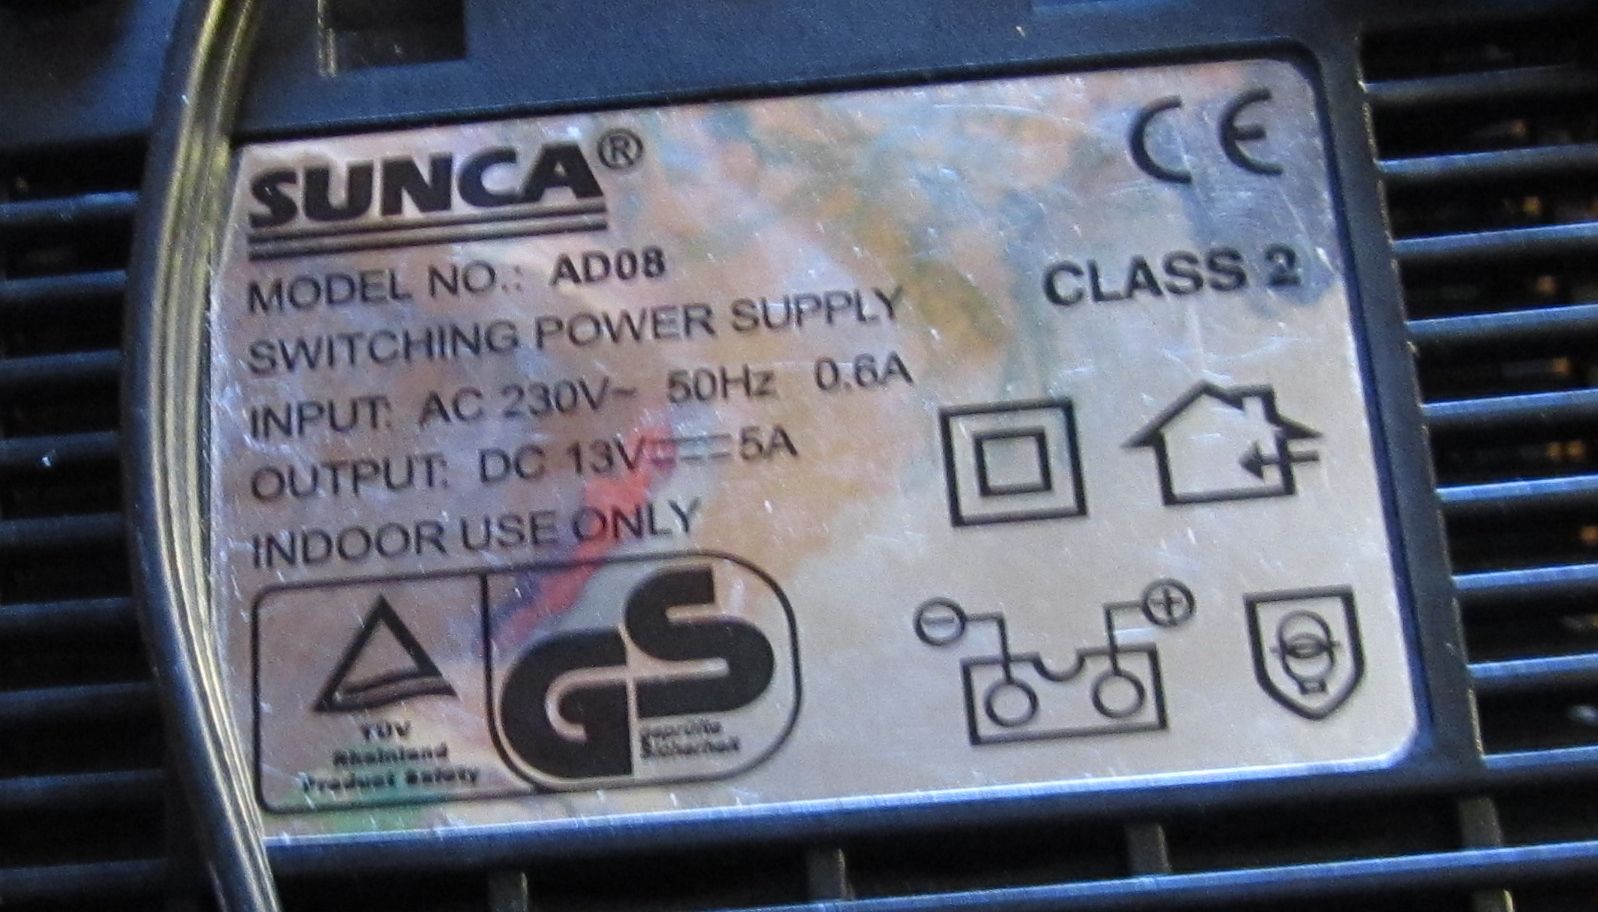 SUNCA®
CE
MODEL NO.: AD08
CLASS 2
SWITCHING POWER SUPPLY
INPUT: AC 230V~ 50Hz 0.6A
OUTPUT: DC 13V⎓5A
INDOOR USE ONLY
TÜV
Rheinland
Product Safety
GS
geprüfte
Sicherheit
− +